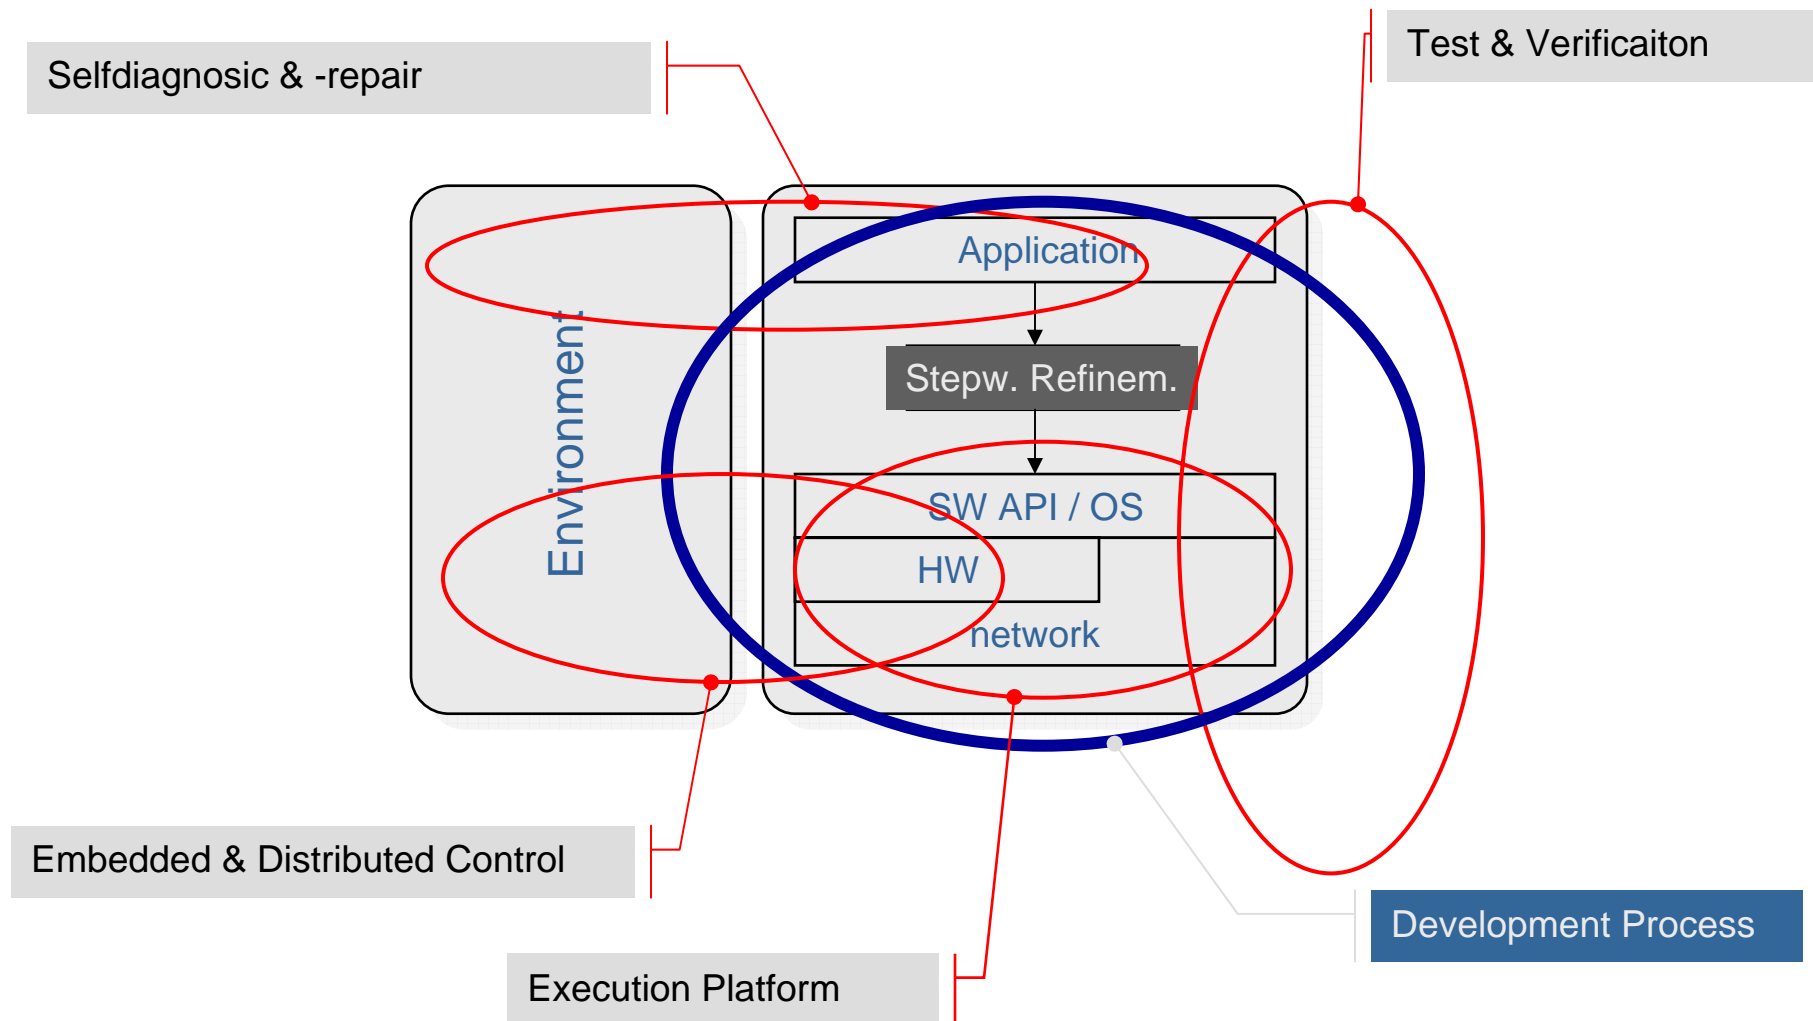 Test & Verificaiton
Selfdiagnosic & -repair
Application
Environment
Stepw. Refinem.
SW API / OS
HW
network
Embedded & Distributed Control
Development Process
Execution Platform